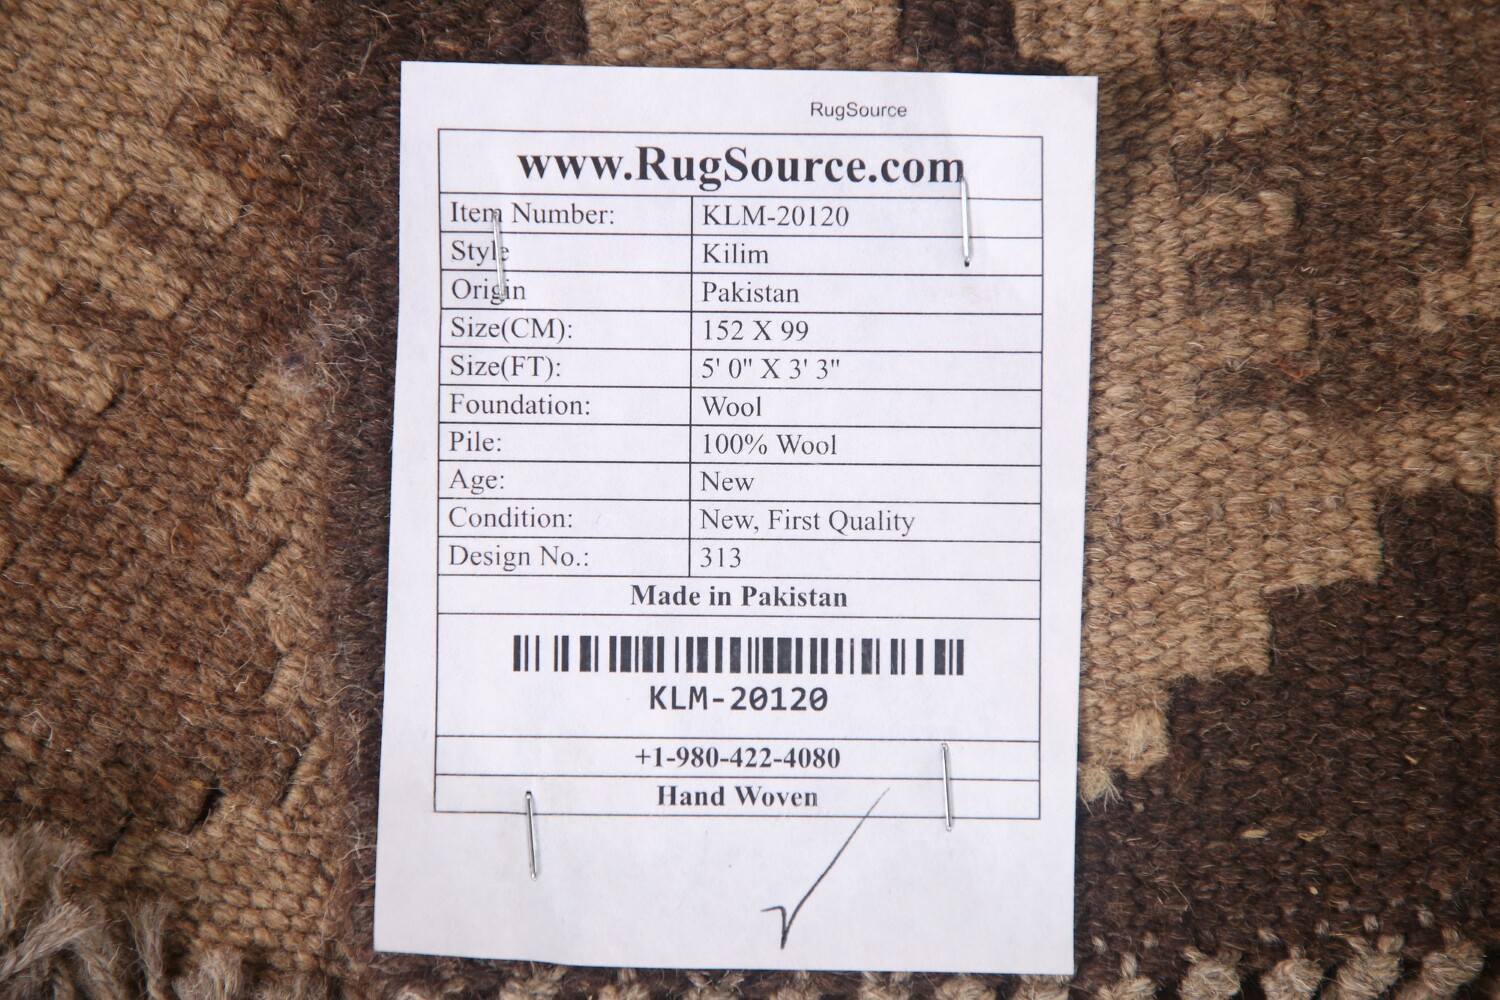 RugSource
www.RugSource.com
Item Number: KLM-20120
Style Kilim
Origin Pakistan
Size(CM): 152 X 99
Size(FT): 5' 0" X 3' 3"
Foundation: Wool
Pile: 100% Wool
Age: New
Condition: New, First Quality
Design No.: 313
Made in Pakistan
KLM-20120
+1-980-422-4080
Hand Woven